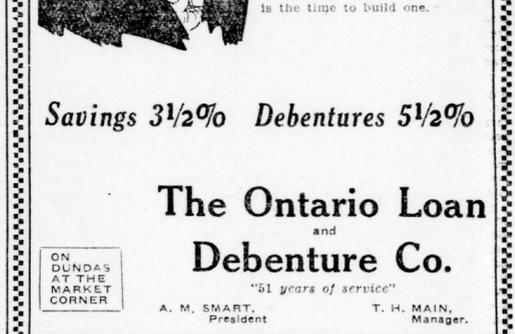 is the time to build one.
Savings 3½% Debentures 5½%
The Ontario Loan
and
Debenture Co.
"51 years of service"
ON
DUNDAS
AT THE
MARKET
CORNER
A. M. SMART,
President
T. H. MAIN,
Manager.